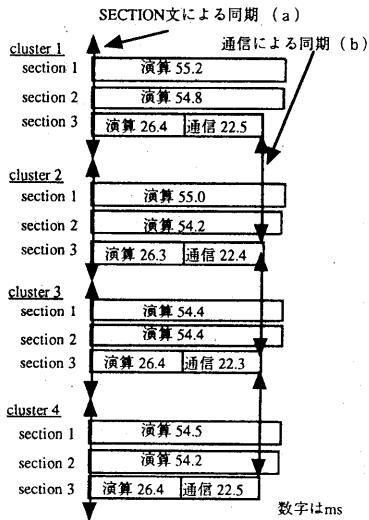 SECTION文による同期 (a)
通信による同期 (b)
cluster 1
section 1 演算 55.2
section 2 演算 54.8
section 3 演算 26.4 通信 22.5
cluster 2
section 1 演算 55.0
section 2 演算 54.2
section 3 演算 26.3 通信 22.4
cluster 3
section 1 演算 54.4
section 2 演算 54.4
section 3 演算 26.4 通信 22.3
cluster 4
section 1 演算 54.5
section 2 演算 54.2
section 3 演算 26.4 通信 22.5
数字はms